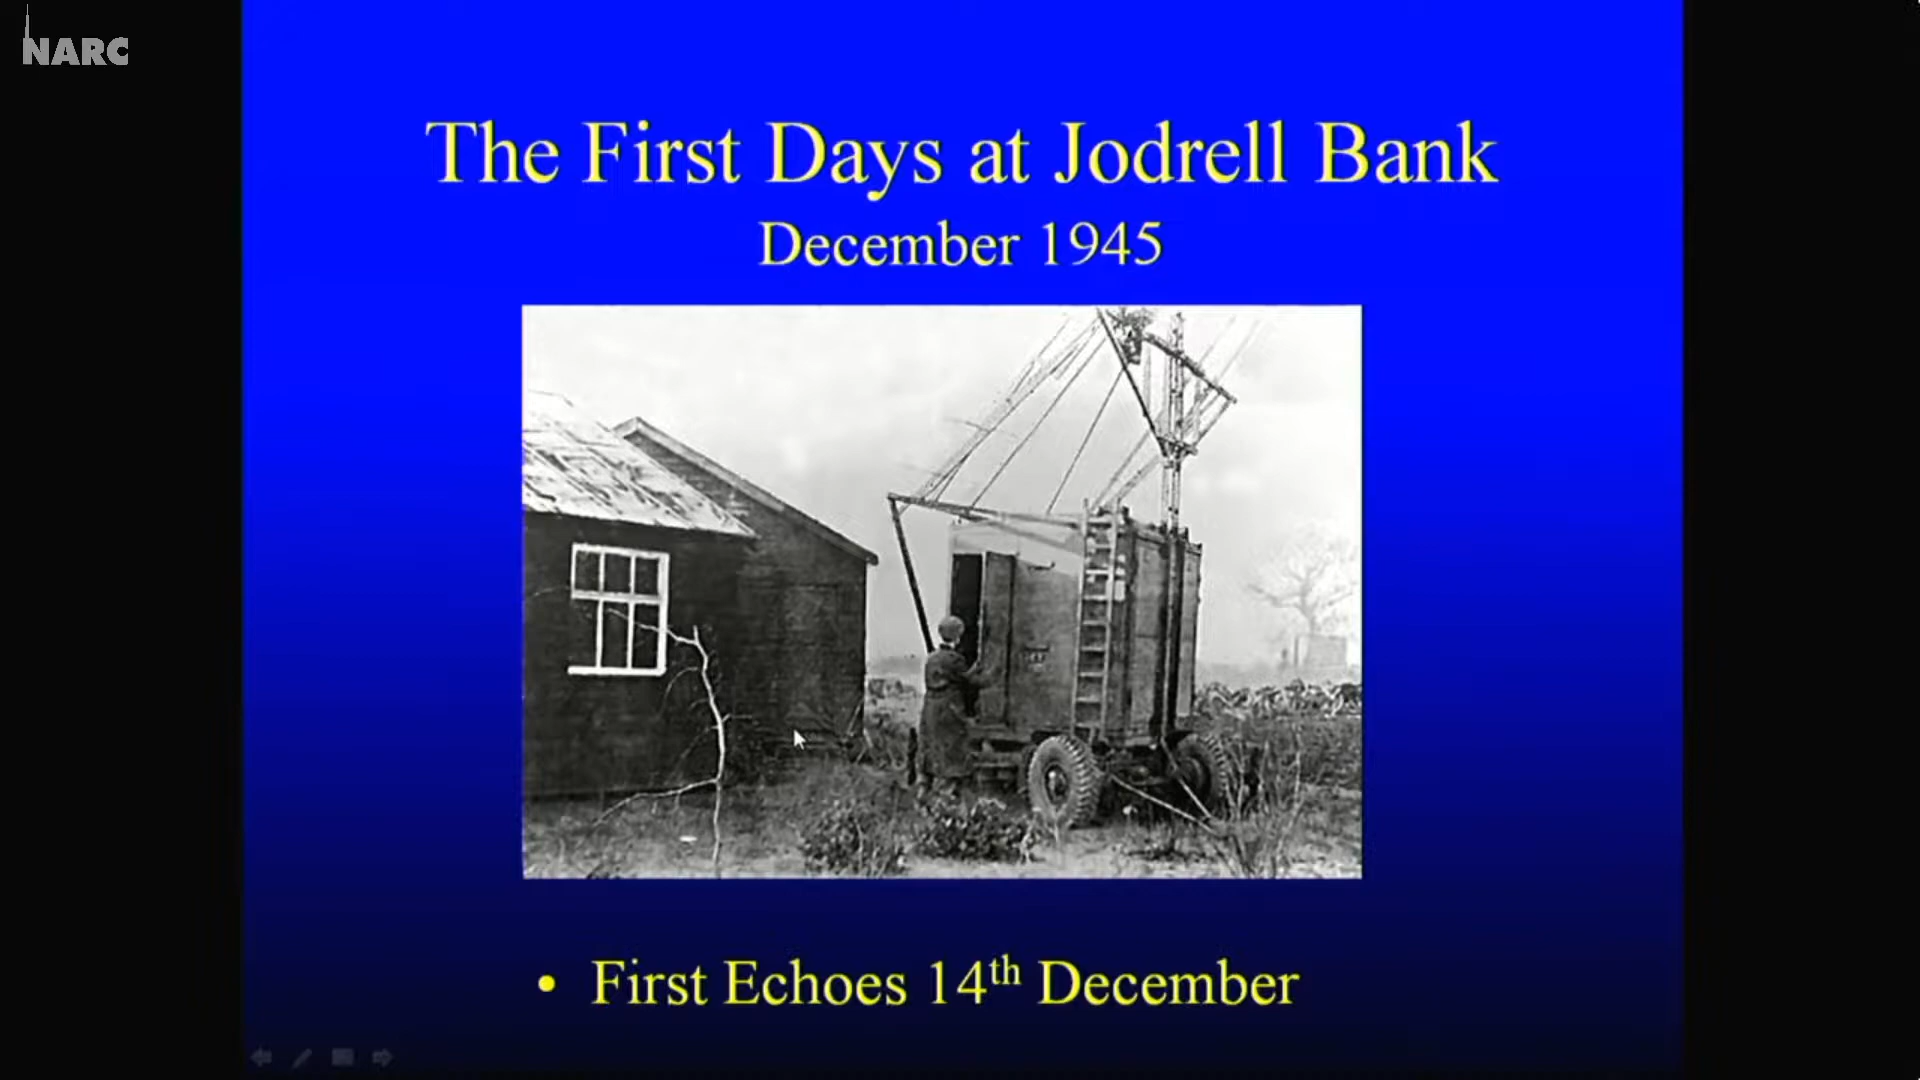 NARC
The First Days at Jodrell Bank
December 1945
• First Echoes 14th December